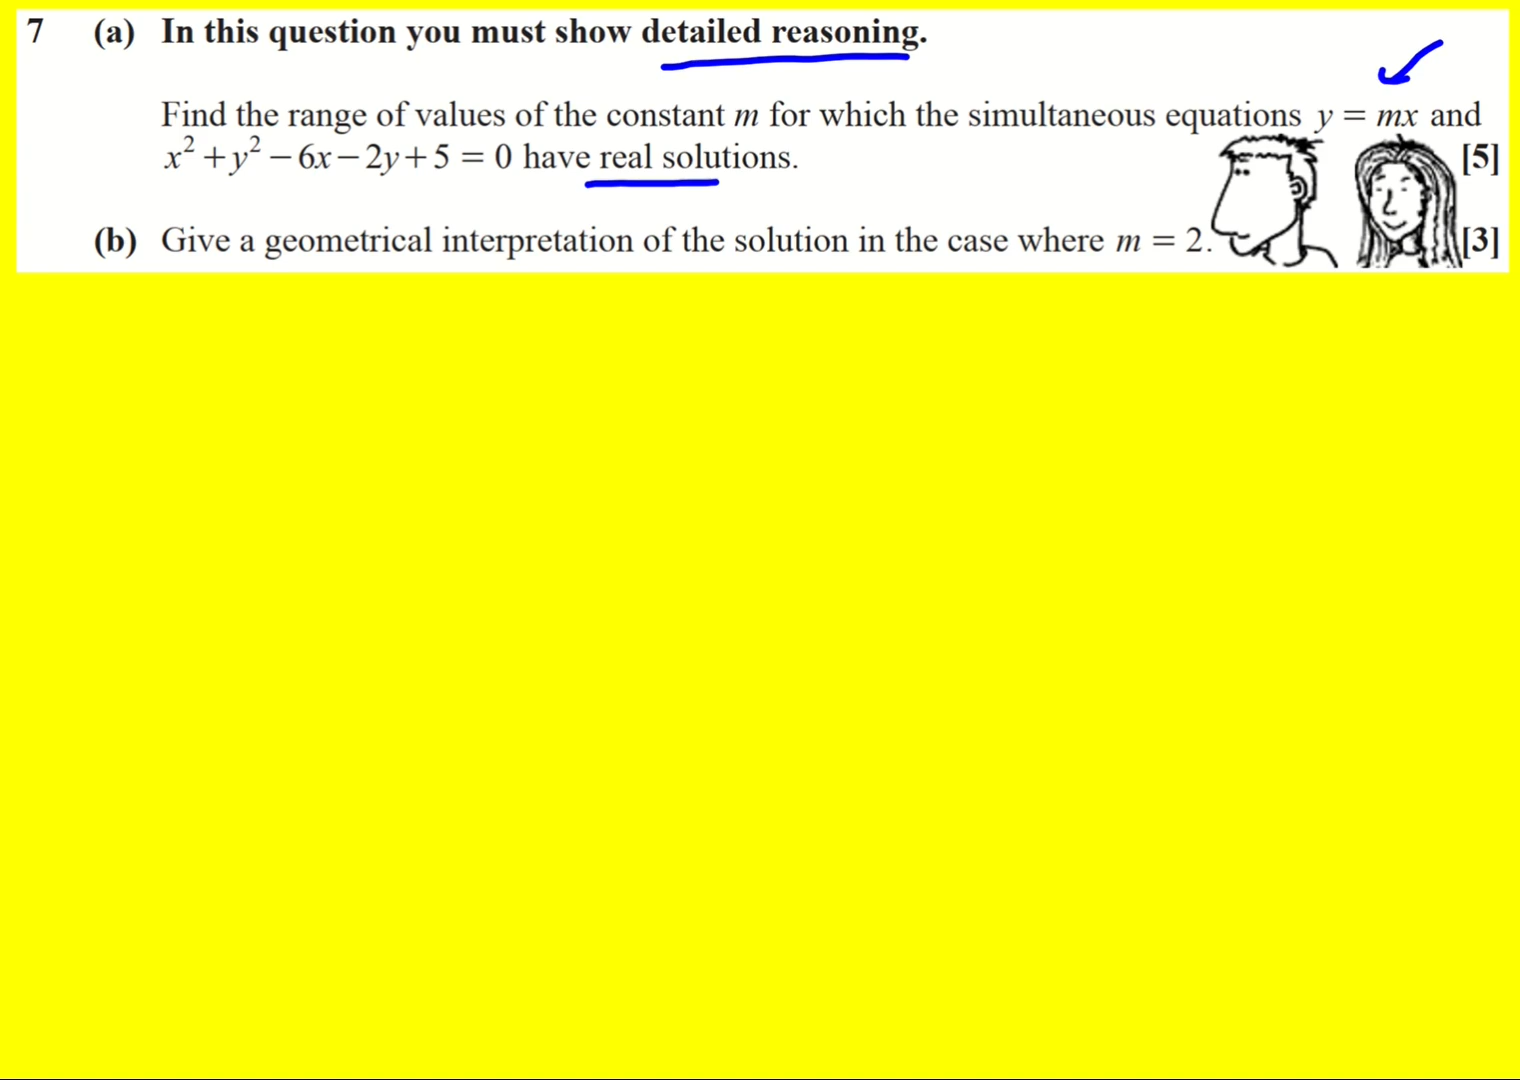 7 (a) In this question you must show detailed reasoning.
Find the range of values of the constant m for which the simultaneous equations y = mx and
x² + y² − 6x − 2y + 5 = 0 have real solutions. [5]
(b) Give a geometrical interpretation of the solution in the case where m = 2. [3]